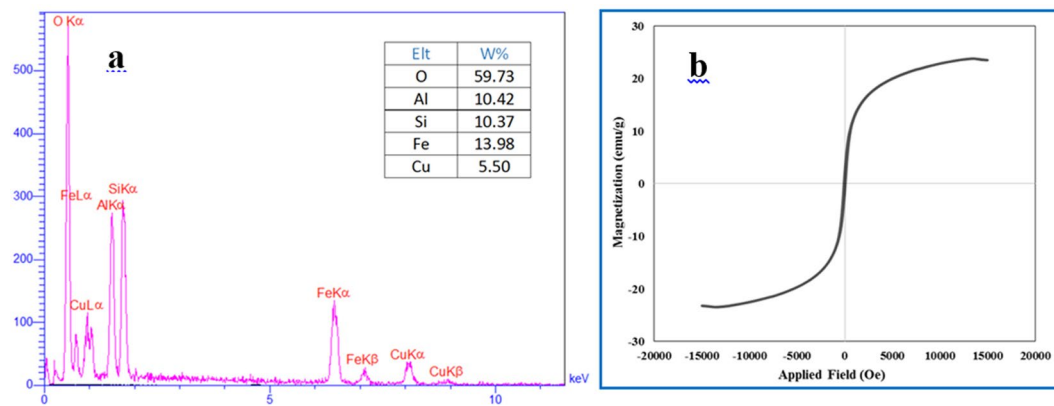 O Kα
a
500
400
300
200
100
0
FeLα
AlKα
SiKα
CuLα
FeKα
FeKβ
CuKα
CuKβ
0
5
10
keV
Elt W%
O 59.73
Al 10.42
Si 10.37
Fe 13.98
Cu 5.50
b
Magnetization (emu/g)
30
20
10
0
-10
-20
-30
-20000 -15000 -10000 -5000 0 5000 10000 15000 20000
Applied Field (Oe)